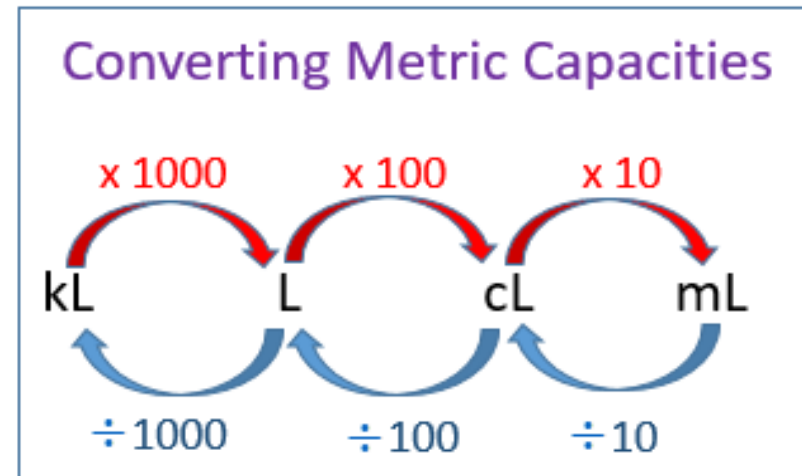 Converting Metric Capacities
x 1000 x 100 x 10
kL L cL mL
÷1000 ÷100 ÷10